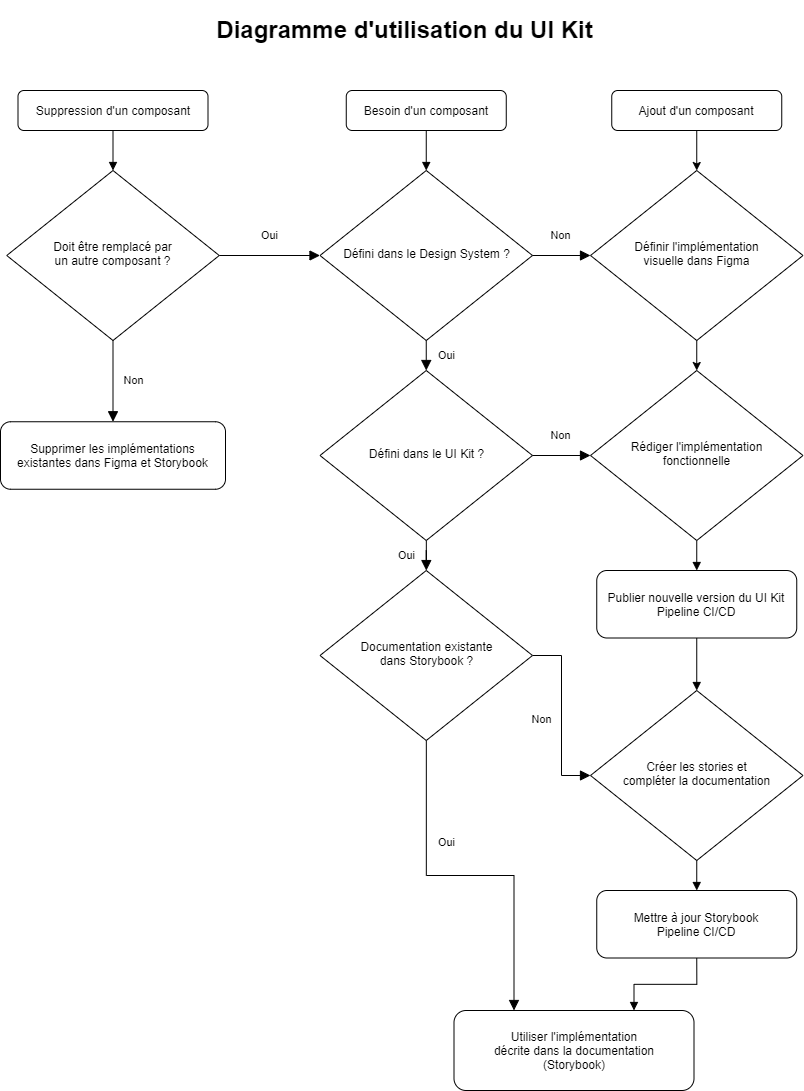 Diagramme d'utilisation du UI Kit
Suppression d'un composant
Besoin d'un composant
Ajout d'un composant
Doit être remplacé par
un autre composant ?
Oui
Défini dans le Design System ?
Non
Définir l'implémentation
visuelle dans Figma
Non
Oui
Supprimer les implémentations
existantes dans Figma et Storybook
Défini dans le UI Kit ?
Non
Rédiger l'implémentation
fonctionnelle
Oui
Publier nouvelle version du UI Kit
Pipeline CI/CD
Documentation existante
dans Storybook ?
Non
Créer les stories et
compléter la documentation
Oui
Mettre à jour Storybook
Pipeline CI/CD
Utiliser l'implémentation
décrite dans la documentation
(Storybook)